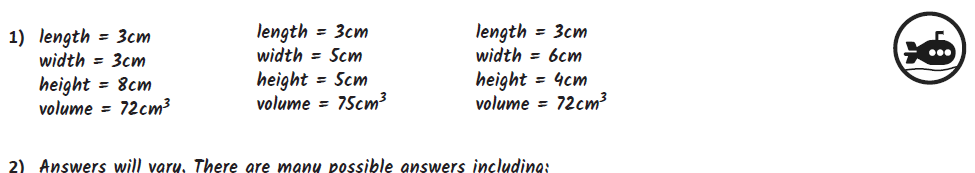 1) length = 3cm
width = 3cm
height = 8cm
volume = 72cm³
length = 3cm
width = 5cm
height = 5cm
volume = 75cm³
length = 3cm
width = 6cm
height = 4cm
volume = 72cm³
2) Answers will vary. There are many possible answers including: